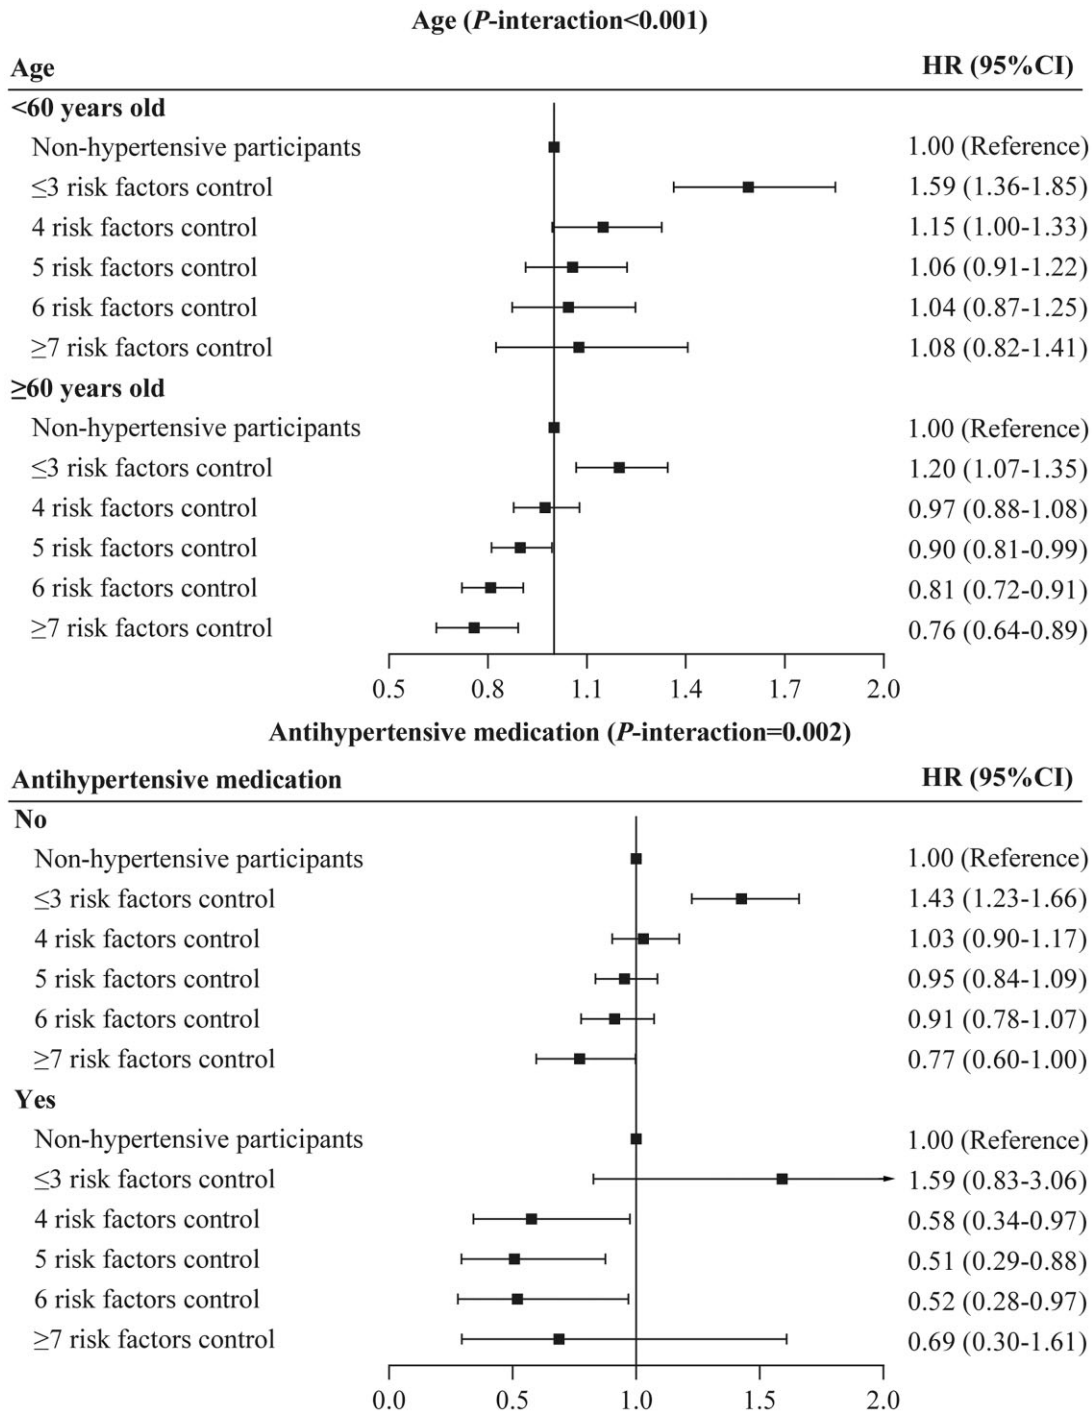 Age (P-interaction<0.001)
Age HR (95%CI)
<60 years old
Non-hypertensive participants 1.00 (Reference)
≤3 risk factors control 1.59 (1.36-1.85)
4 risk factors control 1.15 (1.00-1.33)
5 risk factors control 1.06 (0.91-1.22)
6 risk factors control 1.04 (0.87-1.25)
≥7 risk factors control 1.08 (0.82-1.41)
≥60 years old
Non-hypertensive participants 1.00 (Reference)
≤3 risk factors control 1.20 (1.07-1.35)
4 risk factors control 0.97 (0.88-1.08)
5 risk factors control 0.90 (0.81-0.99)
6 risk factors control 0.81 (0.72-0.91)
≥7 risk factors control 0.76 (0.64-0.89)
0.5 0.8 1.1 1.4 1.7 2.0
Antihypertensive medication (P-interaction=0.002)
Antihypertensive medication HR (95%CI)
No
Non-hypertensive participants 1.00 (Reference)
≤3 risk factors control 1.43 (1.23-1.66)
4 risk factors control 1.03 (0.90-1.17)
5 risk factors control 0.95 (0.84-1.09)
6 risk factors control 0.91 (0.78-1.07)
≥7 risk factors control 0.77 (0.60-1.00)
Yes
Non-hypertensive participants 1.00 (Reference)
≤3 risk factors control 1.59 (0.83-3.06)
4 risk factors control 0.58 (0.34-0.97)
5 risk factors control 0.51 (0.29-0.88)
6 risk factors control 0.52 (0.28-0.97)
≥7 risk factors control 0.69 (0.30-1.61)
0.0 0.5 1.0 1.5 2.0